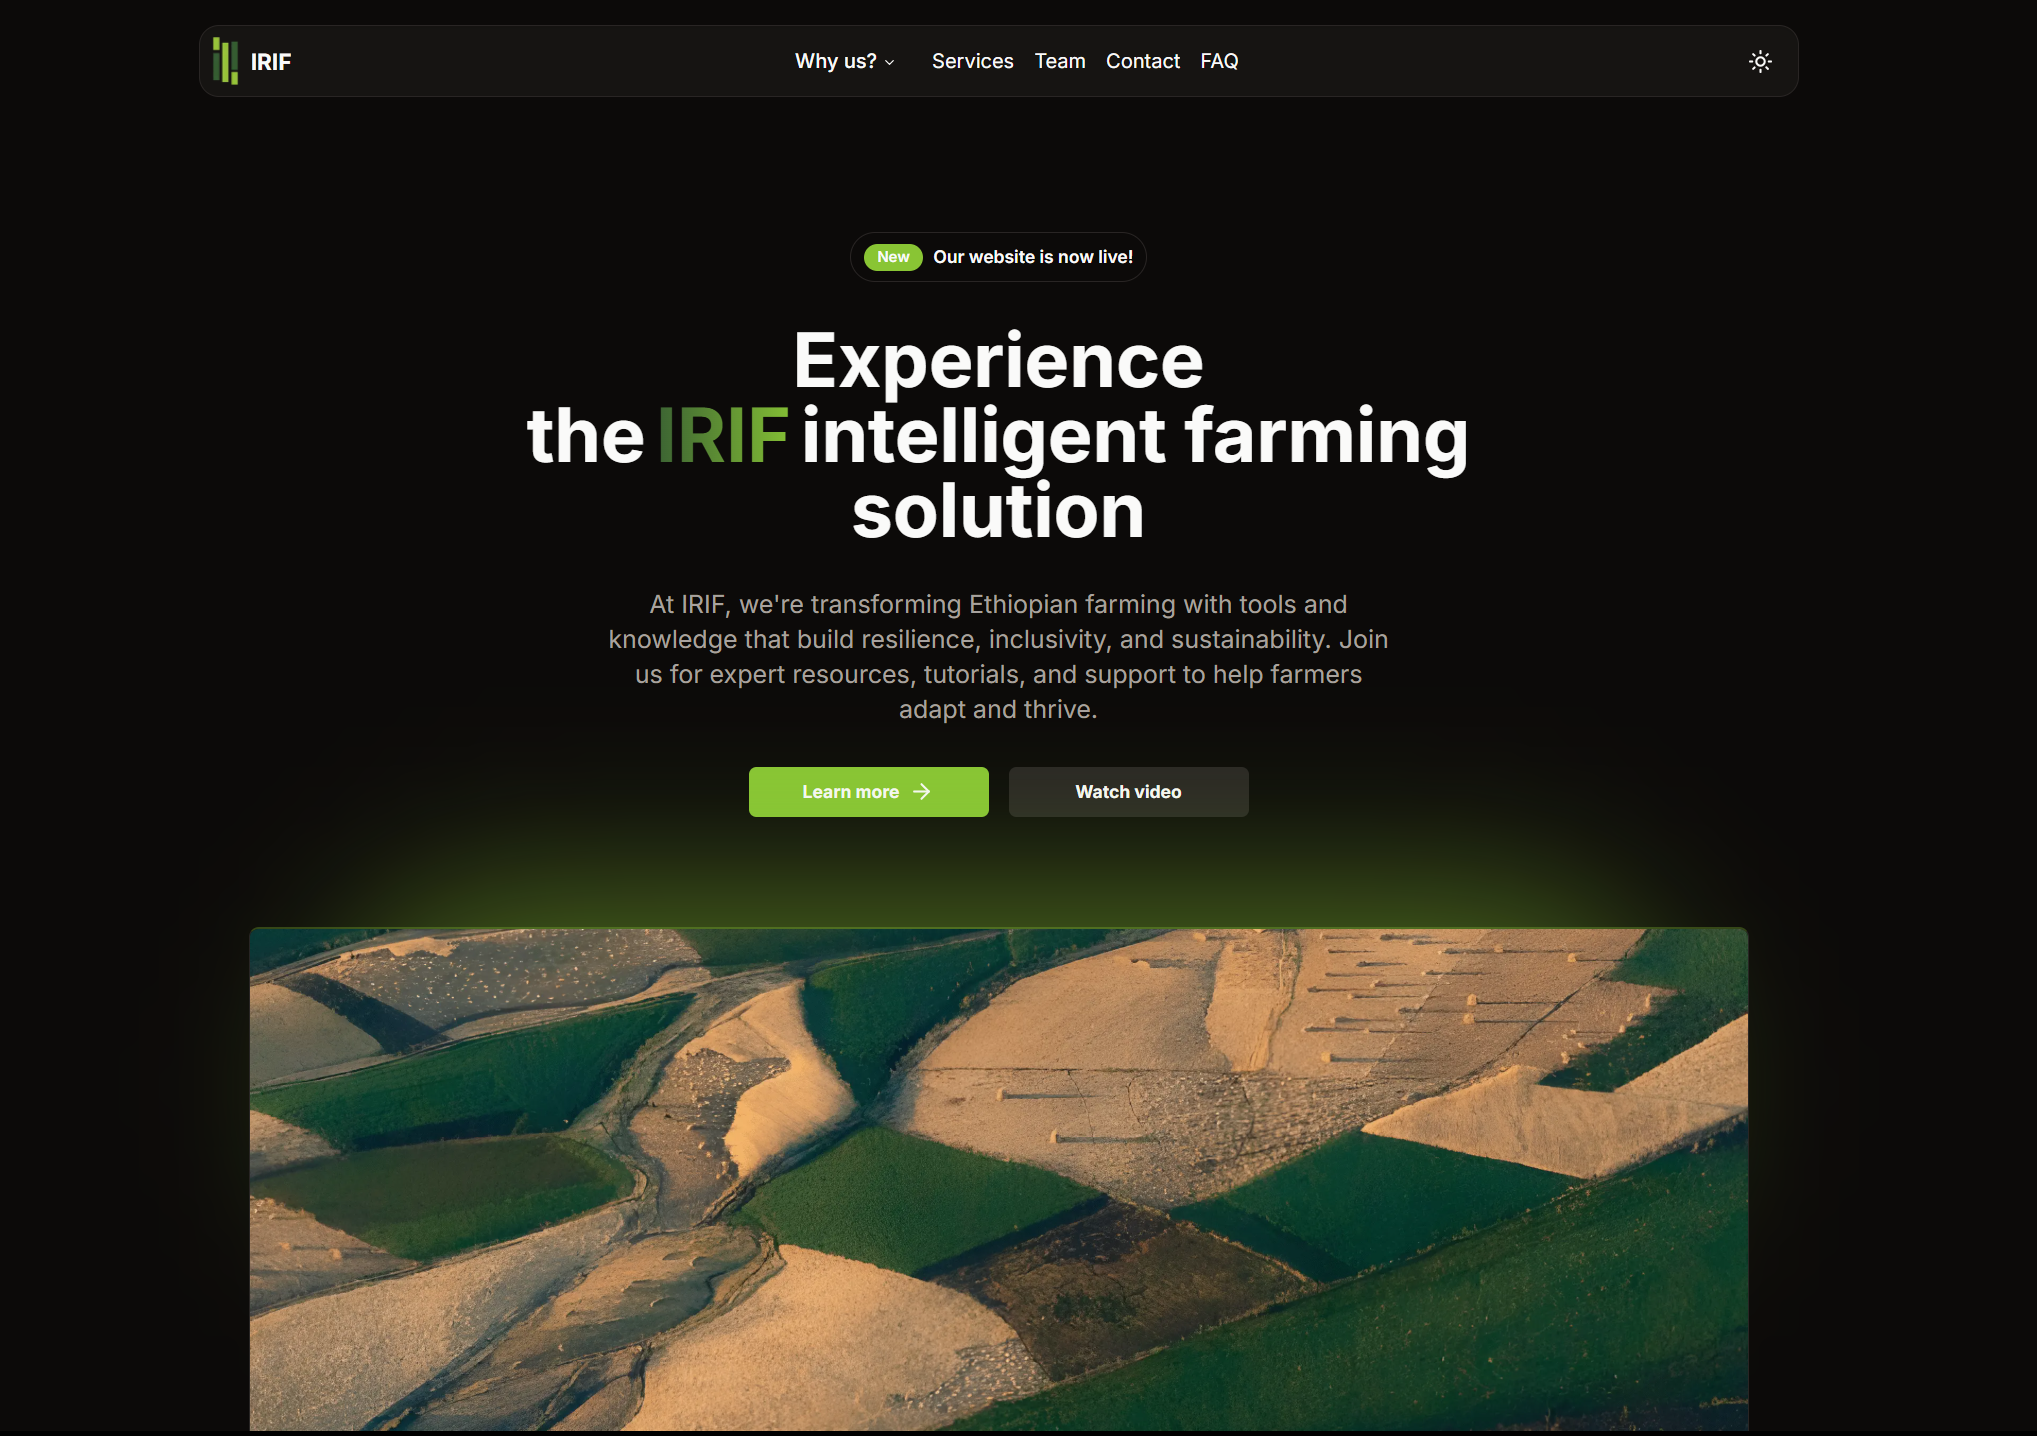 IRIF
Why us?
Services
Team
Contact
FAQ
New
Our website is now live!
Experience
the IRIF intelligent farming
solution
At IRIF, we're transforming Ethiopian farming with tools and
knowledge that build resilience, inclusivity, and sustainability. Join
us for expert resources, tutorials, and support to help farmers
adapt and thrive.
Learn more
Watch video